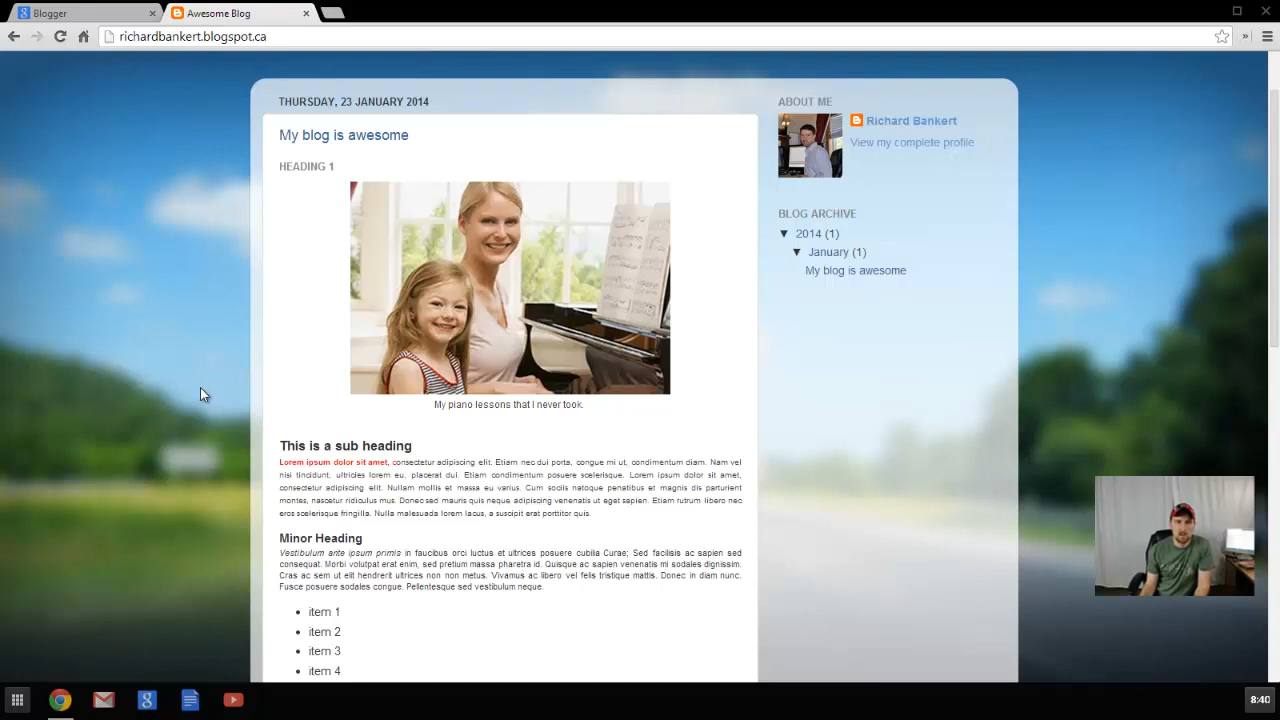 Blogger
Awesome Blog
richardbankert.blogspot.ca
THURSDAY, 23 JANUARY 2014
My blog is awesome
HEADING 1
My piano lessons that I never took.
This is a sub heading
Lorem ipsum dolor sit amet, consectetur adipiscing elit. Etiam nec dui porta, congue mi ut, condimentum diam. Nam vel
nisi tincidunt, ultricies lorem eu, placerat dui. Etiam condimentum posuere scelerisque. Lorem ipsum dolor sit amet,
consectetur adipiscing elit. Nullam mollis et massa eu varius. Cum sociis natoque penatibus et magnis dis parturient
montes, nascetur ridiculus mus. Donec sed mauris quis neque adipiscing venenatis ut eget sapien. Etiam rutrum libero nec
eros scelerisque fringilla. Nulla malesuada lorem lacus, a suscipit erat porttitor quis.
Minor Heading
Vestibulum ante ipsum primis in faucibus orci luctus et ultrices posuere cubilia Curae; Sed facilisis ac sapien sed
consequat. Morbi volutpat erat enim, sed pretium massa pharetra id. Quisque ac sapien venenatis mi sodales dignissim.
Cras ac sem ut elit hendrerit ultrices non non metus. Vivamus ac libero vel felis tristique mattis. Donec in diam nunc.
Fusce posuere sodales congue. Pellentesque sed vestibulum neque.
• item 1
• item 2
• item 3
• item 4
ABOUT ME
Richard Bankert
View my complete profile
BLOG ARCHIVE
▼ 2014 (1)
▼ January (1)
My blog is awesome
8:40